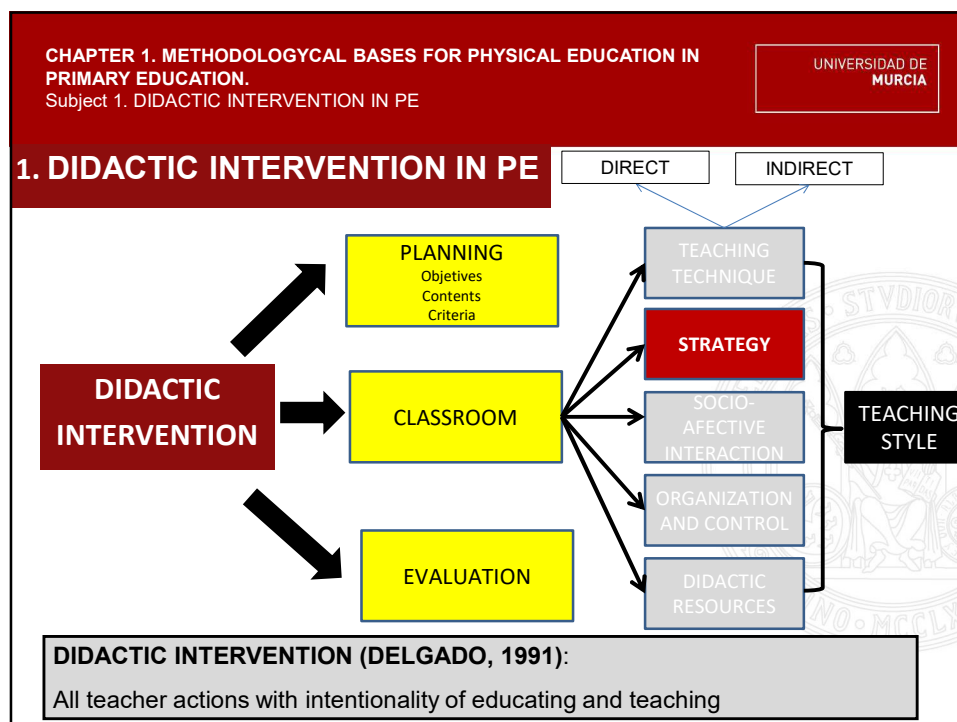 CHAPTER 1. METHODOLOGYCAL BASES FOR PHYSICAL EDUCATION IN
PRIMARY EDUCATION.
Subject 1. DIDACTIC INTERVENTION IN PE
UNIVERSIDAD DE
MURCIA
1. DIDACTIC INTERVENTION IN PE
DIRECT
INDIRECT
PLANNING
Objetives
Contents
Criteria
TEACHING
TECHNIQUE
STRATEGY
DIDACTIC
INTERVENTION
CLASSROOM
SOCIO-
AFECTIVE
INTERACTION
TEACHING
STYLE
ORGANIZATION
AND CONTROL
EVALUATION
DIDACTIC
RESOURCES
DIDACTIC INTERVENTION (DELGADO, 1991):
All teacher actions with intentionality of educating and teaching